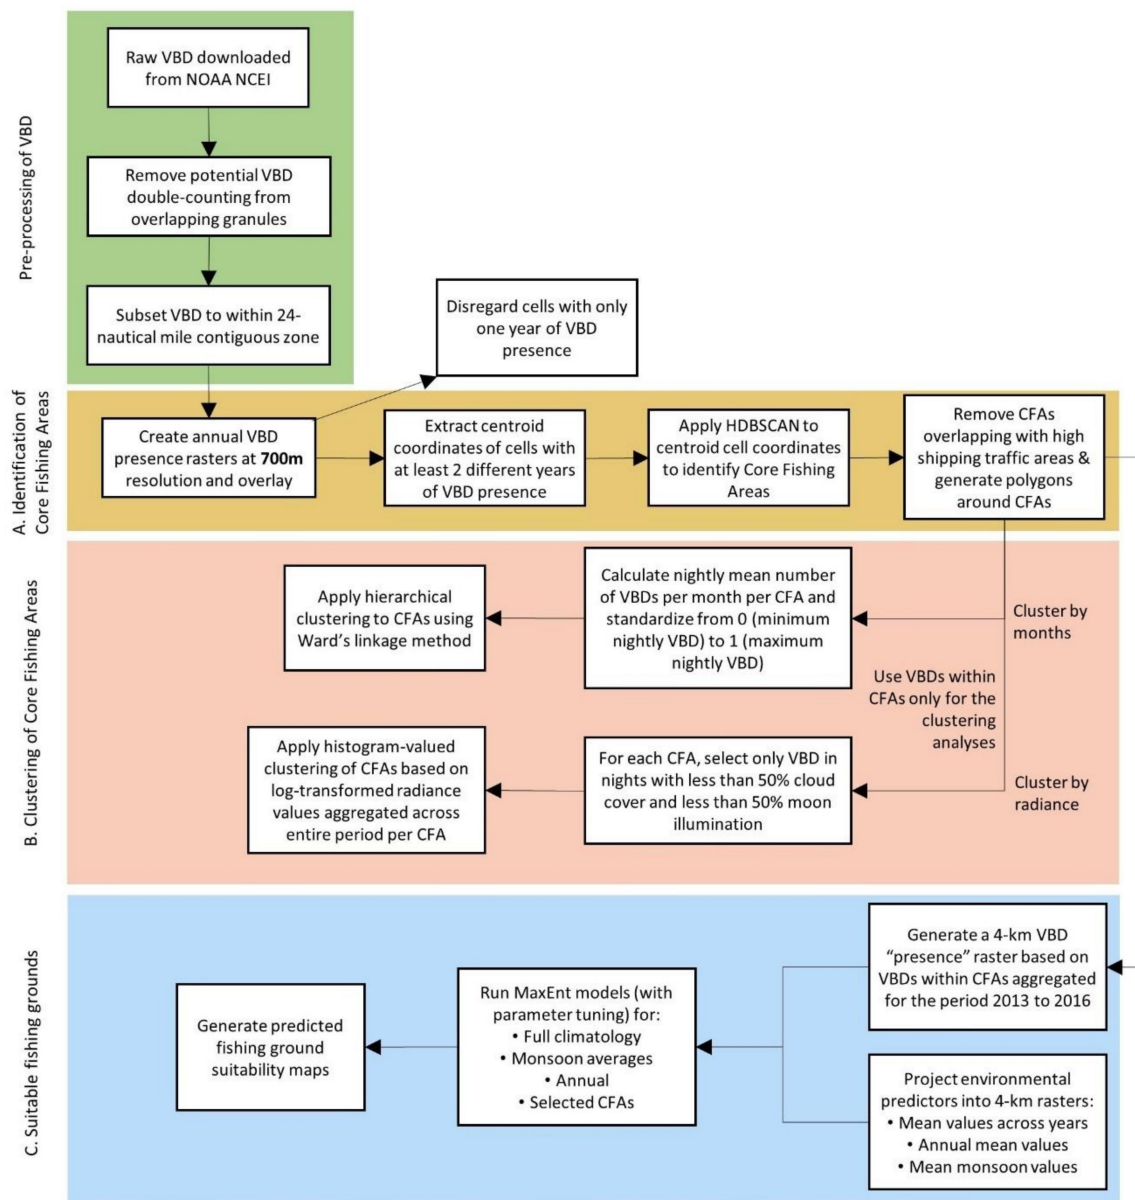 Pre-processing of VBD
Raw VBD downloaded
from NOAA NCEI
Remove potential VBD
double-counting from
overlapping granules
Subset VBD to within 24-
nautical mile contiguous zone
Disregard cells with only
one year of VBD
presence
A. Identification of
Core Fishing Areas
Create annual VBD
presence rasters at 700m
resolution and overlay
Extract centroid
coordinates of cells with
at least 2 different years
of VBD presence
Apply HDBSCAN to
centroid cell coordinates
to identify Core Fishing
Areas
Remove CFAs
overlapping with high
shipping traffic areas &
generate polygons
around CFAs
B. Clustering of Core Fishing Areas
Apply hierarchical
clustering to CFAs using
Ward's linkage method
Calculate nightly mean number
of VBDs per month per CFA and
standardize from 0 (minimum
nightly VBD) to 1 (maximum
nightly VBD)
Cluster by
months
Use VBDs within
CFAs only for the
clustering
analyses
Apply histogram-valued
clustering of CFAs based on
log-transformed radiance
values aggregated across
entire period per CFA
For each CFA, select only VBD in
nights with less than 50% cloud
cover and less than 50% moon
illumination
Cluster by
radiance
C. Suitable fishing grounds
Generate a 4-km VBD
“presence” raster based on
VBDs within CFAs aggregated
for the period 2013 to 2016
Run MaxEnt models (with
parameter tuning) for:
• Full climatology
• Monsoon averages
• Annual
• Selected CFAs
Generate predicted
fishing ground
suitability maps
Project environmental
predictors into 4-km rasters:
• Mean values across years
• Annual mean values
• Mean monsoon values